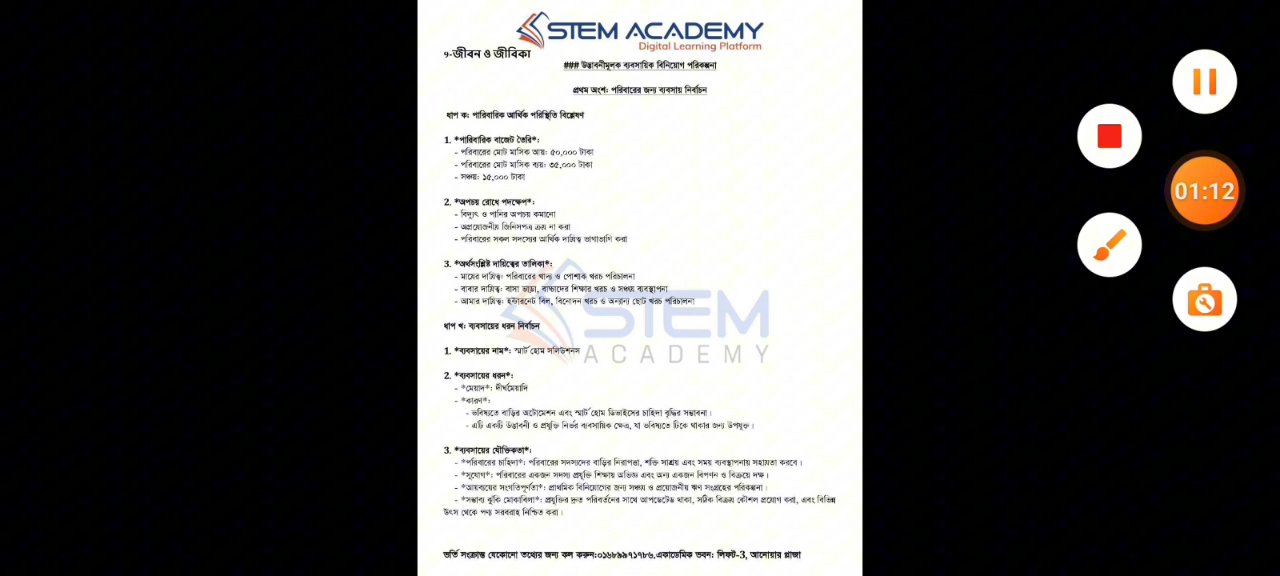 STEM ACADEMY
Digital Learning Platform
৯-জীবন ও জীবিকা
### উদ্ভাবনীমূলক ব্যবসায়িক বিনিয়োগ পরিকল্পনা
প্রথম অংশ: পরিবারের জন্য ব্যবসায় নির্বাচন
ধাপ ক: পারিবারিক আর্থিক পরিস্থিতি বিশ্লেষণ
1. *পারিবারিক বাজেট তৈরি*:
- পরিবারের মোট মাসিক আয়: ৫০,০০০ টাকা
- পরিবারের মোট মাসিক ব্যয়: ৩৫,০০০ টাকা
- সঞ্চয়: ১৫,০০০ টাকা
2. *অপচয় রোধে পদক্ষেপ*:
- বিদ্যুৎ ও পানির অপচয় কমানো
- অপ্রয়োজনীয় জিনিসপত্র ক্রয় না করা
- পরিবারের সকল সদস্যের আর্থিক দায়িত্ব ভাগাভাগি করা
3. *অর্থসংশ্লিষ্ট দায়িত্বের তালিকা*:
- মায়ের দায়িত্ব: পরিবারের খাদ্য ও পোশাক খরচ পরিচালনা
- বাবার দায়িত্ব: বাসা ভাড়া, বাচ্চাদের শিক্ষার খরচ ও সঞ্চয় ব্যবস্থাপনা
- আমার দায়িত্ব: ইন্টারনেট বিল, বিনোদন খরচ ও অন্যান্য ছোট খরচ পরিচালনা
STEM
ধাপ খ: ব্যবসায়ের ধরন নির্বাচন
1. *ব্যবসায়ের নাম*: স্মার্ট হোম সলিউশনস
ACADEMY
2. *ব্যবসায়ের ধরন*:
- *মেয়াদ*: দীর্ঘমেয়াদি
- *কারণ*:
- ভবিষ্যতে বাড়ির অটোমেশন এবং স্মার্ট হোম ডিভাইসের চাহিদা বৃদ্ধির সম্ভাবনা।
- এটি একটি উদ্ভাবনী ও প্রযুক্তি নির্ভর ব্যবসায়িক ক্ষেত্র, যা ভবিষ্যতে টিকে থাকার জন্য উপযুক্ত।
3. *ব্যবসায়ের যৌক্তিকতা*:
- *পরিবারের চাহিদা*: পরিবারের সদস্যদের বাড়ির নিরাপত্তা, শক্তি সাশ্রয় এবং সময় ব্যবস্থাপনায় সহায়তা করবে।
- *সুযোগ*: পরিবারের একজন সদস্য প্রযুক্তি শিক্ষায় অভিজ্ঞ এবং অন্য একজন বিপণন ও বিক্রয়ে দক্ষ।
- *আয়ব্যয়ের সংগতিপূর্ণতা*: প্রাথমিক বিনিয়োগের জন্য সঞ্চয় ও প্রয়োজনীয় ঋণ সংগ্রহের পরিকল্পনা।
- *সম্ভাব্য ঝুঁকি মোকাবিলা*: প্রযুক্তির দ্রুত পরিবর্তনের সাথে আপডেটেড থাকা, সঠিক বিক্রয় কৌশল প্রয়োগ করা, এবং বিভিন্ন
উৎস থেকে পণ্য সরবরাহ নিশ্চিত করা।
ভর্তি সংক্রান্ত যেকোনো তথ্যের জন্য কল করুন:০১৬৮৯৯৭১৭৮৬.একাডেমিক ভবন: লিফট-3, আনোয়ার প্লাজা
01:12